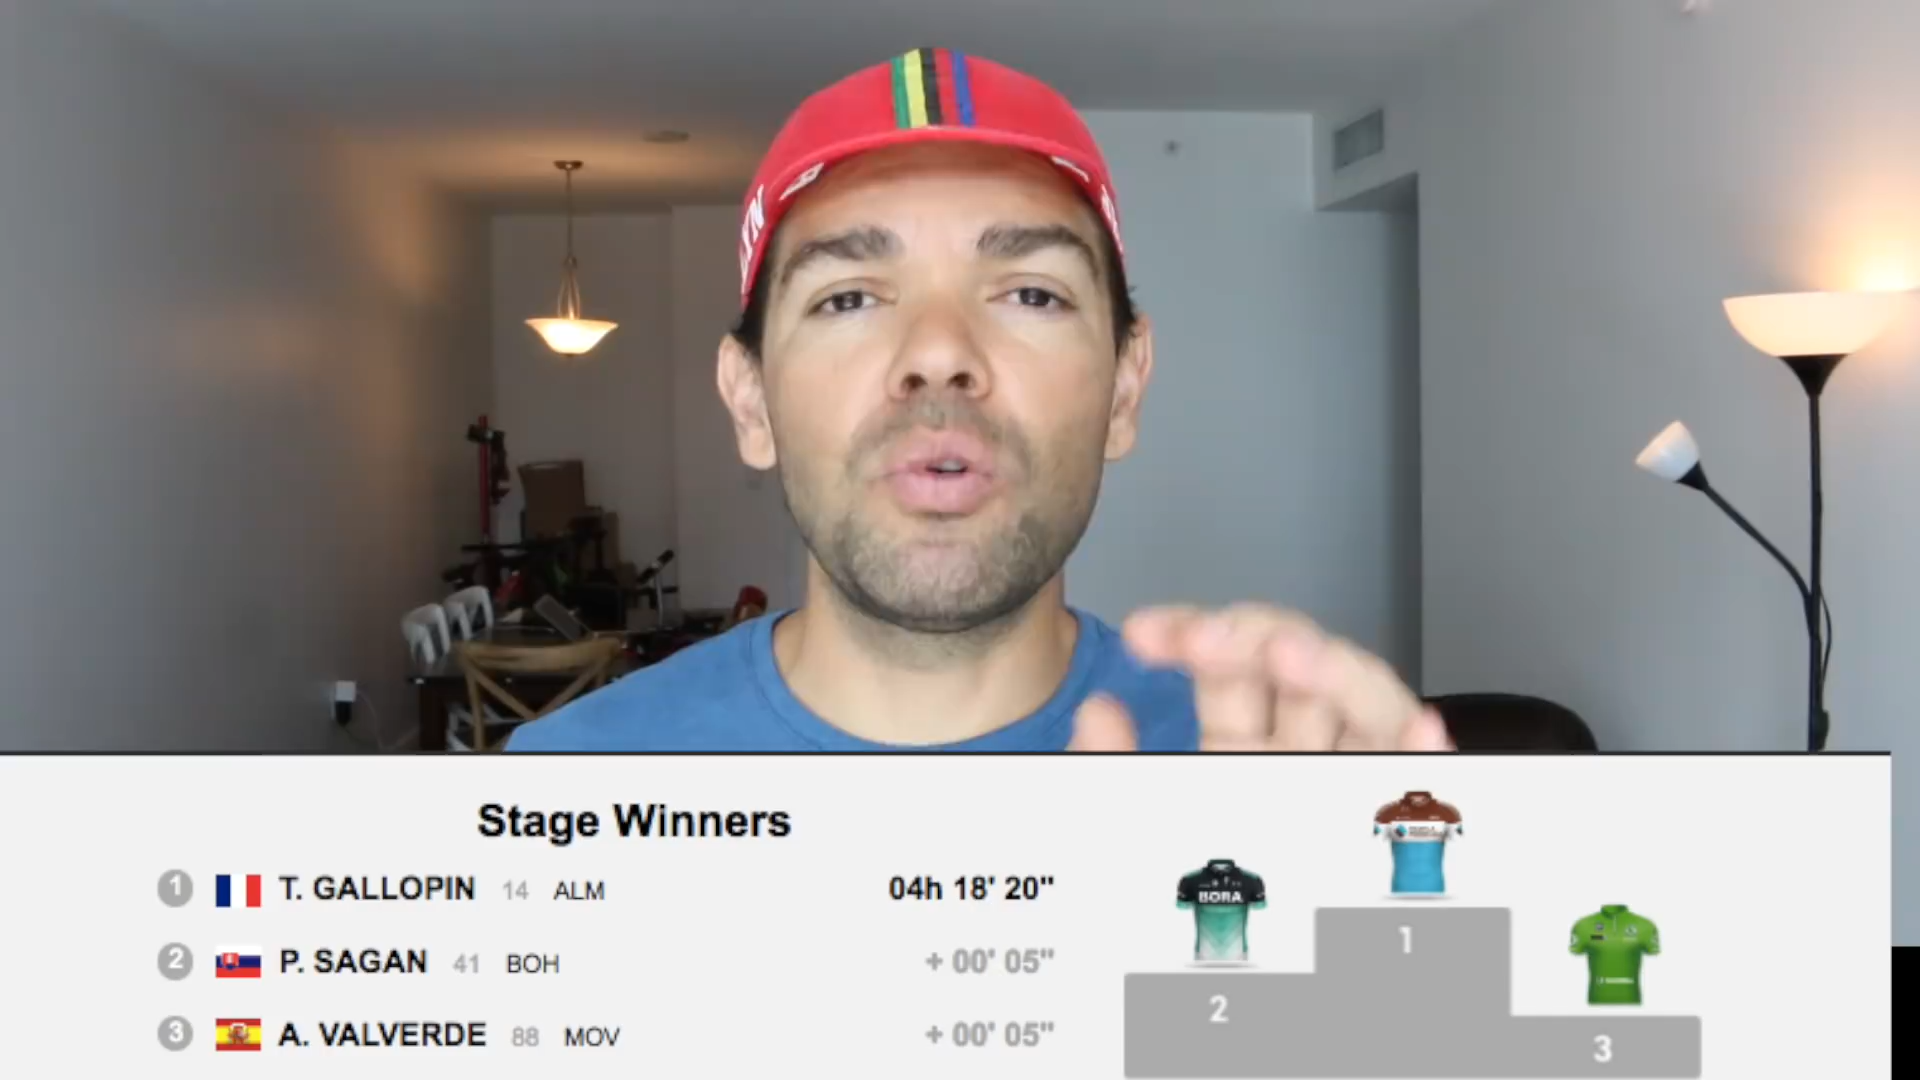 Stage Winners
1 T. GALLOPIN 14 ALM 04h 18' 20"
2 P. SAGAN 41 BOH + 00' 05"
3 A. VALVERDE 88 MOV + 00' 05"
BORA
1
2
3